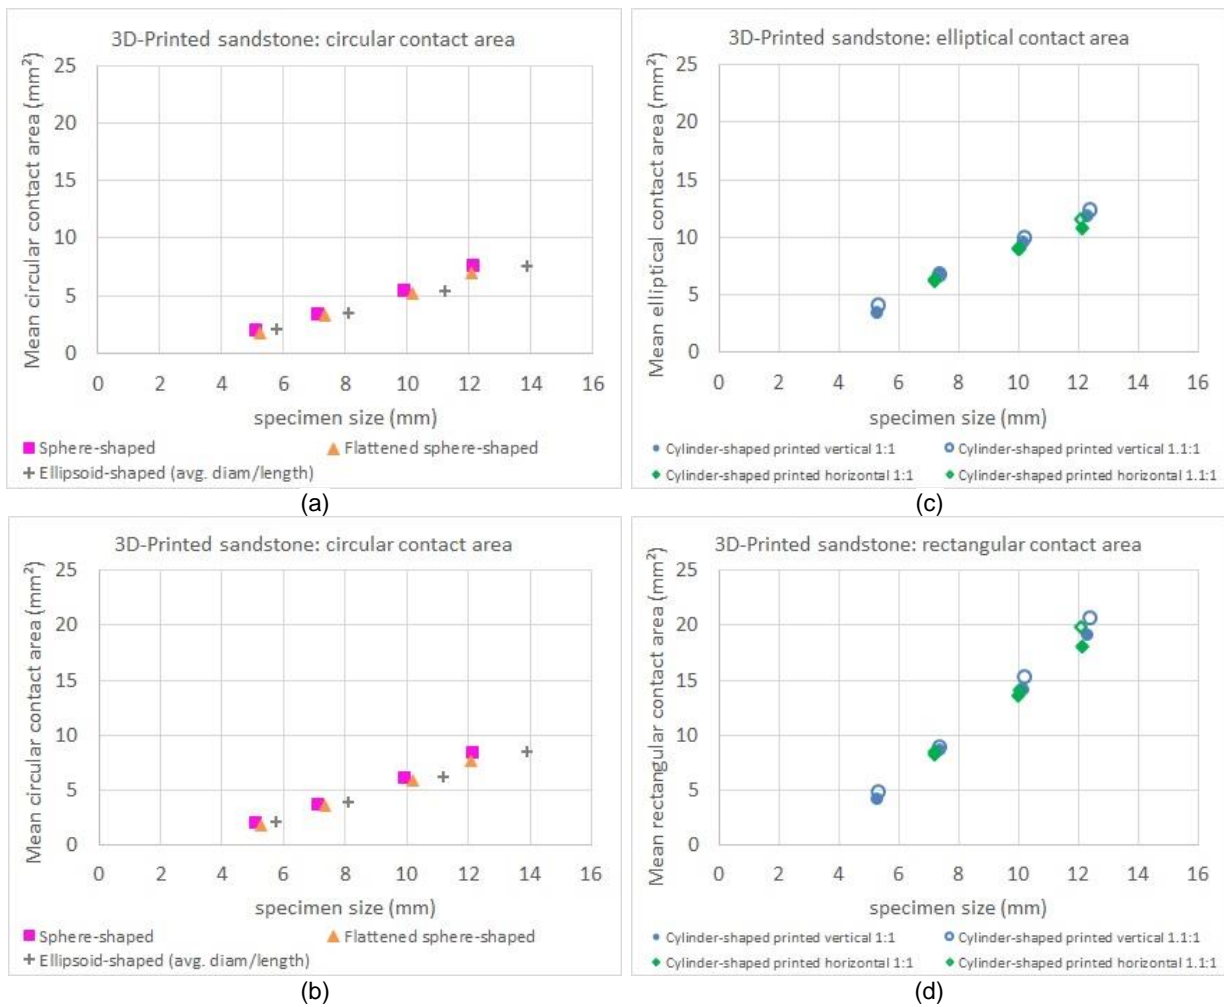 3D-Printed sandstone: circular contact area
Mean circular contact area (mm²)
25
20
15
10
5
0
0 2 4 6 8 10 12 14 16
specimen size (mm)
Sphere-shaped
Flattened sphere-shaped
Ellipsoid-shaped (avg. diam/length)
(a)
3D-Printed sandstone: elliptical contact area
Mean elliptical contact area (mm²)
25
20
15
10
5
0
0 2 4 6 8 10 12 14 16
specimen size (mm)
Cylinder-shaped printed vertical 1:1
Cylinder-shaped printed vertical 1.1:1
Cylinder-shaped printed horizontal 1:1
Cylinder-shaped printed horizontal 1.1:1
(c)
3D-Printed sandstone: circular contact area
Mean circular contact area (mm²)
25
20
15
10
5
0
0 2 4 6 8 10 12 14 16
specimen size (mm)
Sphere-shaped
Flattened sphere-shaped
Ellipsoid-shaped (avg. diam/length)
(b)
3D-Printed sandstone: rectangular contact area
Mean rectangular contact area (mm²)
25
20
15
10
5
0
0 2 4 6 8 10 12 14 16
specimen size (mm)
Cylinder-shaped printed vertical 1:1
Cylinder-shaped printed vertical 1.1:1
Cylinder-shaped printed horizontal 1:1
Cylinder-shaped printed horizontal 1.1:1
(d)